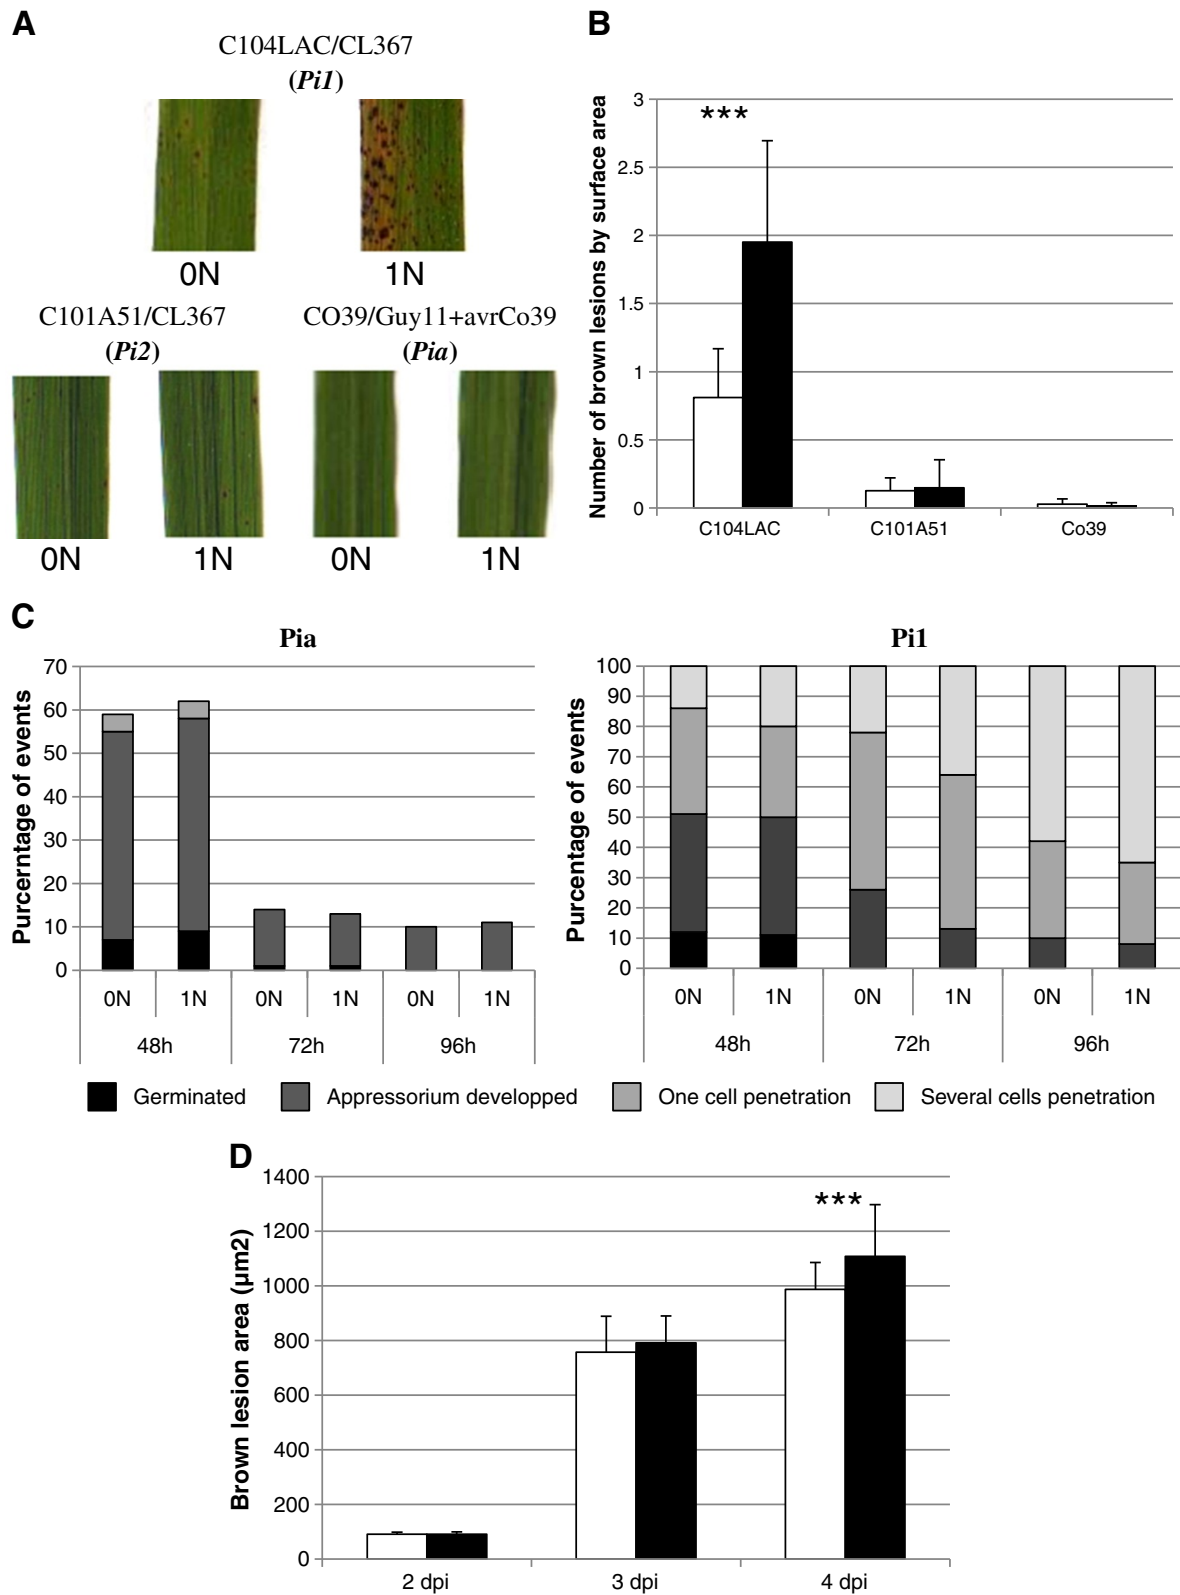 A
C104LAC/CL367
(Pi1)
0N 1N
C101A51/CL367 CO39/Guy11+avrCo39
(Pi2) (Pia)
0N 1N 0N 1N
B
Number of brown lesions by surface area
3
2.5
2
1.5
1
0.5
0
***
C104LAC C101A51 Co39
C
Pia
Purcerntage of events
70
60
50
40
30
20
10
0
0N 1N 0N 1N 0N 1N
48h 72h 96h
Pi1
Purcentage of events
100
90
80
70
60
50
40
30
20
10
0
0N 1N 0N 1N 0N 1N
48h 72h 96h
Germinated Appressorium developped One cell penetration Several cells penetration
D
Brown lesion area (µm2)
1400
1200
1000
800
600
400
200
0
***
2 dpi 3 dpi 4 dpi